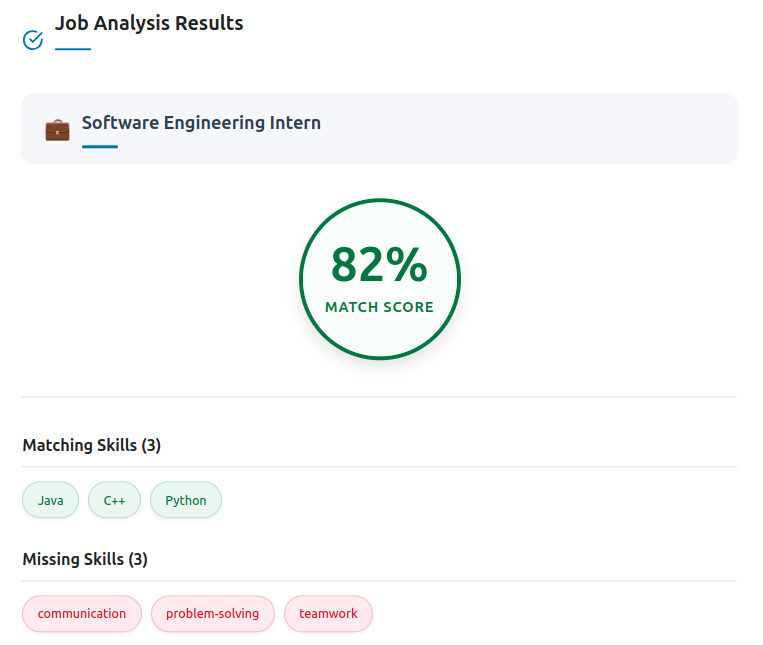 Job Analysis Results
Software Engineering Intern
82%
MATCH SCORE
Matching Skills (3)
Java C++ Python
Missing Skills (3)
communication problem-solving teamwork